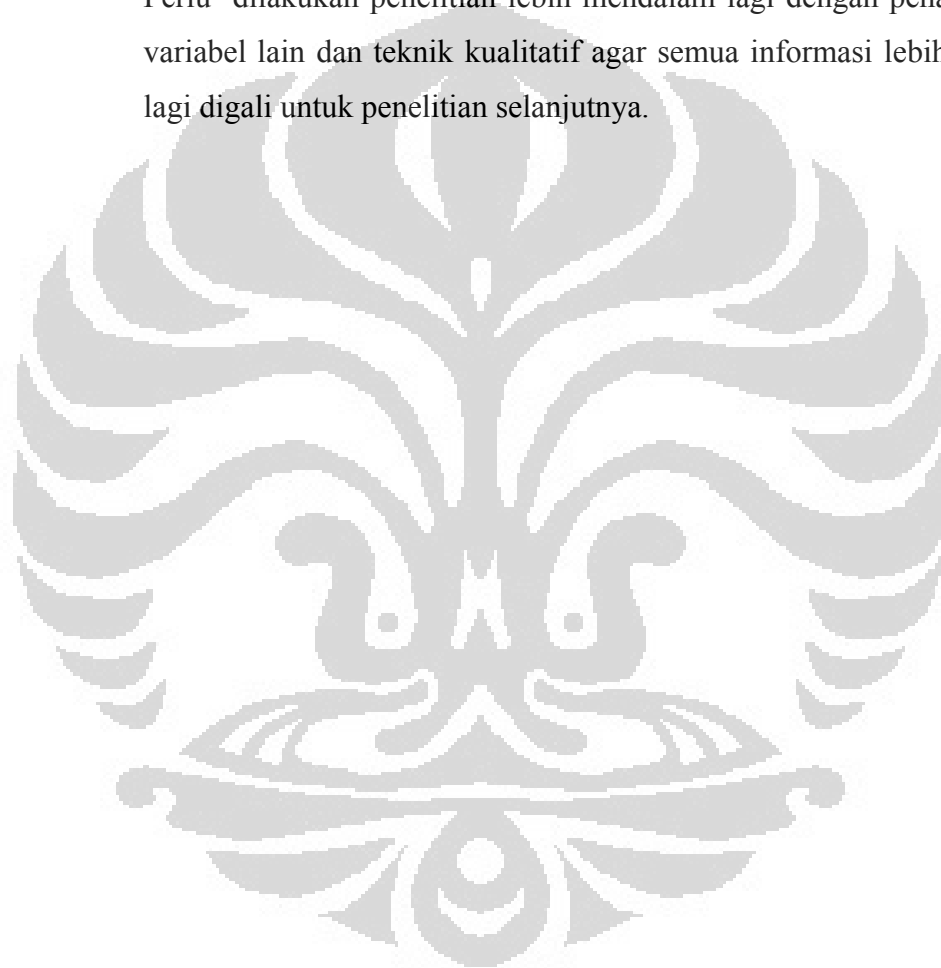 Perlu dilakukan penelitian lebih mendalam lagi dengan
variabel lain dan teknik kualitatif agar semua informasi lebih
lagi digali untuk penelitian selanjutnya.